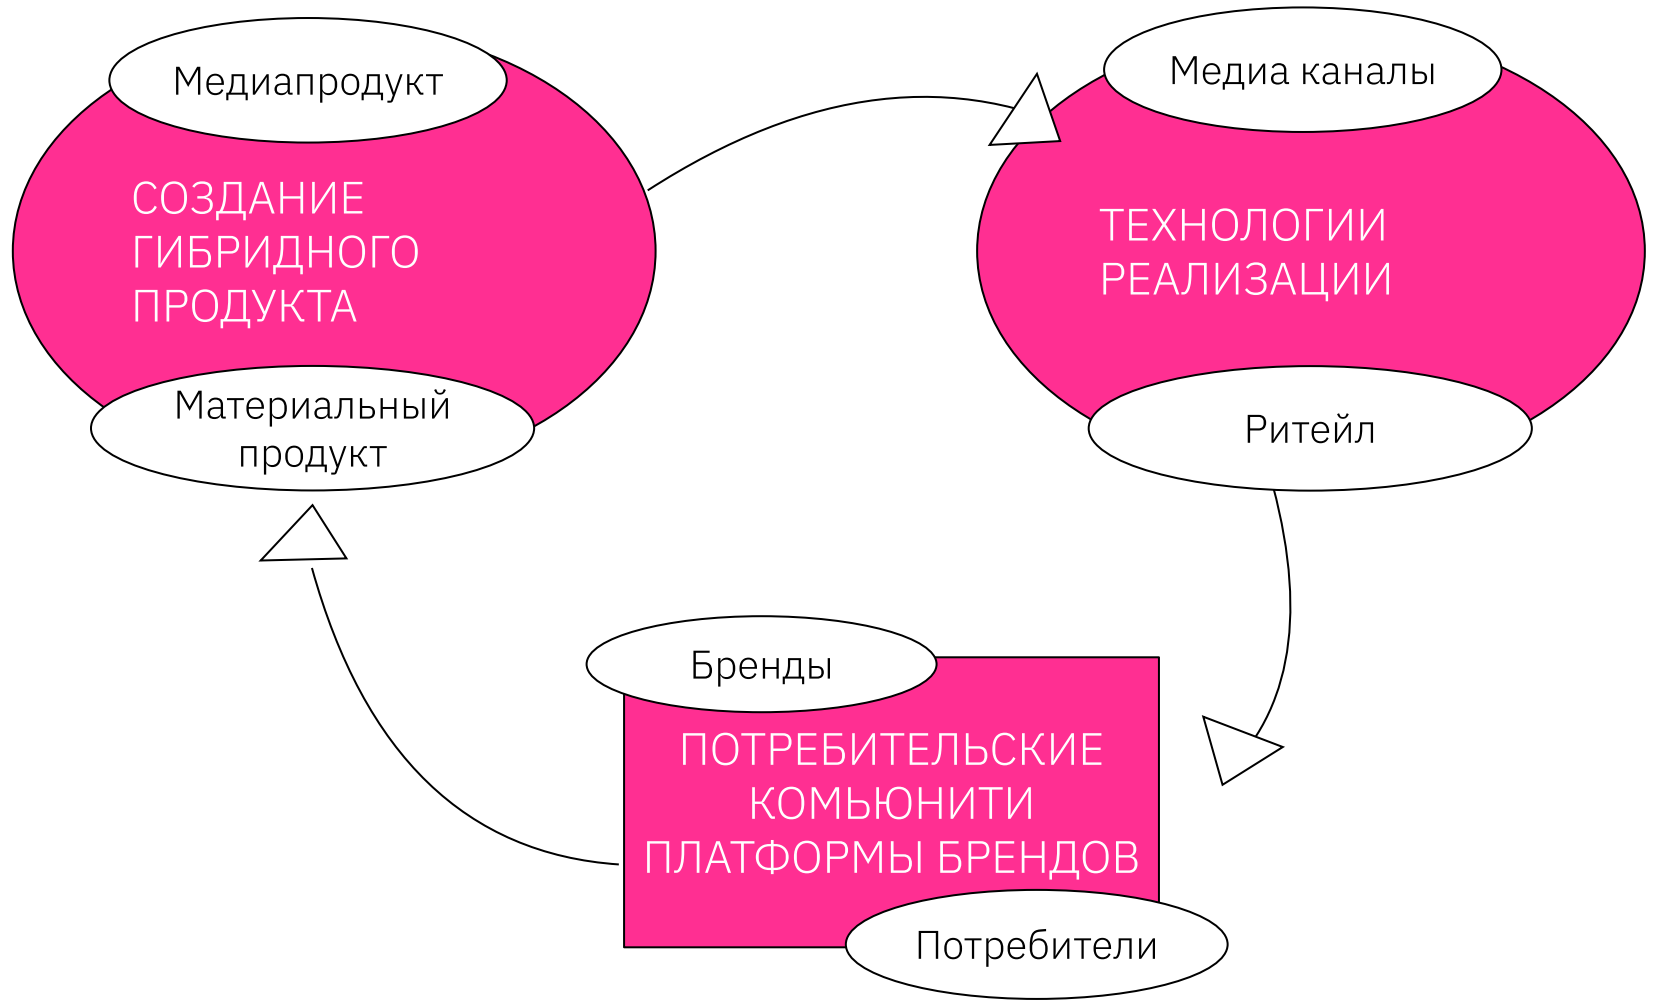 Медиапродукт
СОЗДАНИЕ
ГИБРИДНОГО
ПРОДУКТА
Материальный
продукт
Медиа каналы
ТЕХНОЛОГИИ
РЕАЛИЗАЦИИ
Ритейл
Бренды
ПОТРЕБИТЕЛЬСКИЕ
КОМЬЮНИТИ
ПЛАТФОРМЫ БРЕНДОВ
Потребители